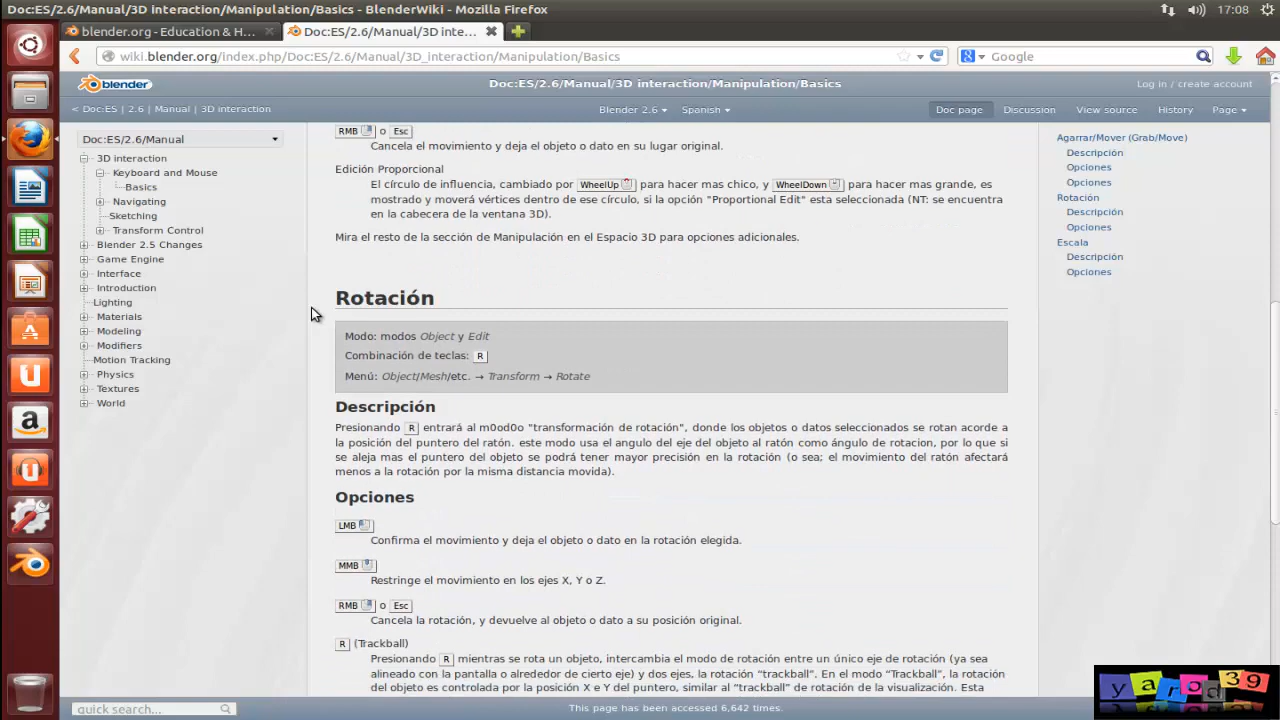 Doc:ES/2.6/Manual/3D interaction/Manipulation/Basics - BlenderWiki - Mozilla Firefox
17:08
blender.org - Education & H...
Doc:ES/2.6/Manual/3D inte...
wiki.blender.org/index.php/Doc:ES/2.6/Manual/3D_interaction/Manipulation/Basics
Google
blender
Doc:ES/2.6/Manual/3D interaction/Manipulation/Basics
Log in / create account
< Doc:ES | 2.6 | Manual | 3D interaction
Blender 2.6
Spanish
Doc page
Discussion
View source
History
Page
Doc:ES/2.6/Manual
3D interaction
Keyboard and Mouse
Basics
Navigating
Sketching
Transform Control
Blender 2.5 Changes
Game Engine
Interface
Introduction
Lighting
Materials
Modeling
Modifiers
Motion Tracking
Physics
Textures
World
quick search...
RMB o Esc
Cancela el movimiento y deja el objeto o dato en su lugar original.
Edición Proporcional
El círculo de influencia, cambiado por WheelUp para hacer mas chico, y WheelDown para hacer mas grande, es
mostrado y moverá vértices dentro de ese círculo, si la opción "Proportional Edit" esta seleccionada (NT: se encuentra
en la cabecera de la ventana 3D).
Mira el resto de la sección de Manipulación en el Espacio 3D para opciones adicionales.
Rotación
Modo: modos Object y Edit
Combinación de teclas: R
Menú: Object/Mesh/etc. → Transform → Rotate
Descripción
Presionando R entrará al m0od0o "transformación de rotación", donde los objetos o datos seleccionados se rotan acorde a
la posición del puntero del ratón. este modo usa el angulo del eje del objeto al ratón como ángulo de rotacion, por lo que si
se aleja mas el puntero del objeto se podrá tener mayor precisión en la rotación (o sea; el movimiento del ratón afectará
menos a la rotación por la misma distancia movida).
Opciones
LMB
Confirma el movimiento y deja el objeto o dato en la rotación elegida.
MMB
Restringe el movimiento en los ejes X, Y o Z.
RMB o Esc
Cancela la rotación, y devuelve al objeto o dato a su posición original.
R (Trackball)
Presionando R mientras se rota un objeto, intercambia el modo de rotación entre un único eje de rotación (ya sea
alineado con la pantalla o alrededor de cierto eje) y dos ejes, la rotación “trackball”. En el modo “Trackball”, la rotación
del objeto es controlada por la posición X e Y del puntero, similar al “trackball” de rotación de la visualización. Esta
Agarrar/Mover (Grab/Move)
Descripción
Opciones
Opciones
Rotación
Descripción
Opciones
Escala
Descripción
Opciones
This page has been accessed 6,642 times.
yarod39